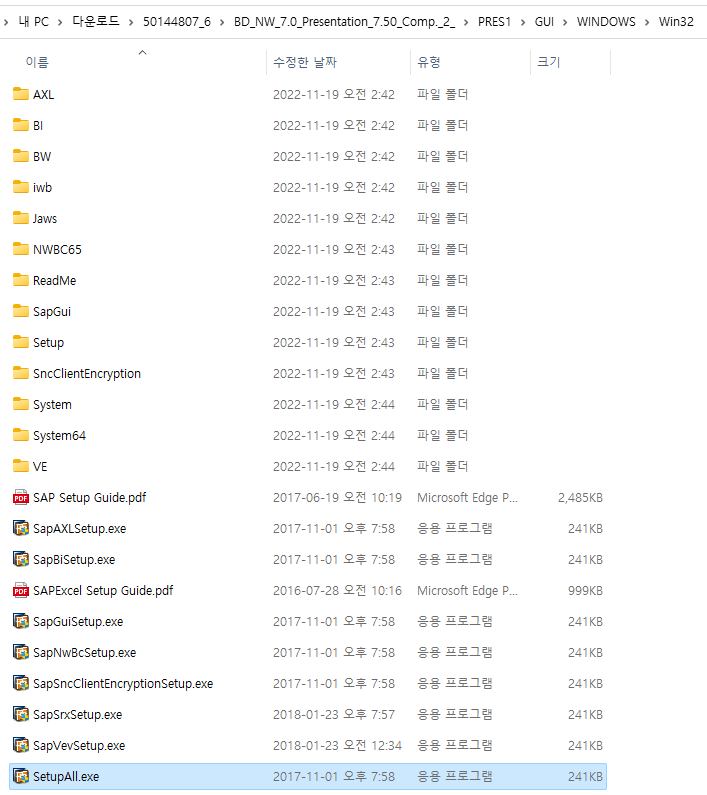 내 PC > 다운로드 > 50144807_6 > BD_NW_7.0_Presentation_7.50_Comp._2_ > PRES1 > GUI > WINDOWS > Win32
이름 수정한 날짜 유형 크기
AXL 2022-11-19 오전 2:42 파일 폴더
BI 2022-11-19 오전 2:42 파일 폴더
BW 2022-11-19 오전 2:42 파일 폴더
iwb 2022-11-19 오전 2:42 파일 폴더
Jaws 2022-11-19 오전 2:42 파일 폴더
NWBC65 2022-11-19 오전 2:43 파일 폴더
ReadMe 2022-11-19 오전 2:43 파일 폴더
SapGui 2022-11-19 오전 2:43 파일 폴더
Setup 2022-11-19 오전 2:43 파일 폴더
SncClientEncryption 2022-11-19 오전 2:43 파일 폴더
System 2022-11-19 오전 2:44 파일 폴더
System64 2022-11-19 오전 2:44 파일 폴더
VE 2022-11-19 오전 2:44 파일 폴더
SAP Setup Guide.pdf 2017-06-19 오전 10:19 Microsoft Edge P... 2,485KB
SapAXLSetup.exe 2017-11-01 오후 7:58 응용 프로그램 241KB
SapBiSetup.exe 2017-11-01 오후 7:58 응용 프로그램 241KB
SAPExcel Setup Guide.pdf 2016-07-28 오전 10:16 Microsoft Edge P... 999KB
SapGuiSetup.exe 2017-11-01 오후 7:58 응용 프로그램 241KB
SapNwBcSetup.exe 2017-11-01 오후 7:58 응용 프로그램 241KB
SapSncClientEncryptionSetup.exe 2017-11-01 오후 7:58 응용 프로그램 241KB
SapSrxSetup.exe 2018-01-23 오후 7:57 응용 프로그램 241KB
SapVevSetup.exe 2018-01-23 오전 12:34 응용 프로그램 241KB
SetupAll.exe 2017-11-01 오후 7:58 응용 프로그램 241KB